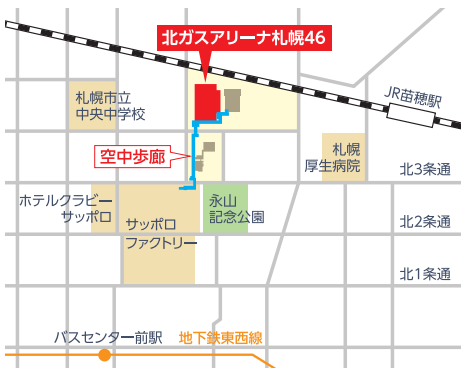 北ガスアリーナ札幌46
JR苗穂駅
札幌市立
中央中学校
空中歩廊
札幌
厚生病院
北3条通
ホテルクラビー
サッポロ
永山
記念公園
サッポロ
ファクトリー
北2条通
北1条通
バスセンター前駅
地下鉄東西線